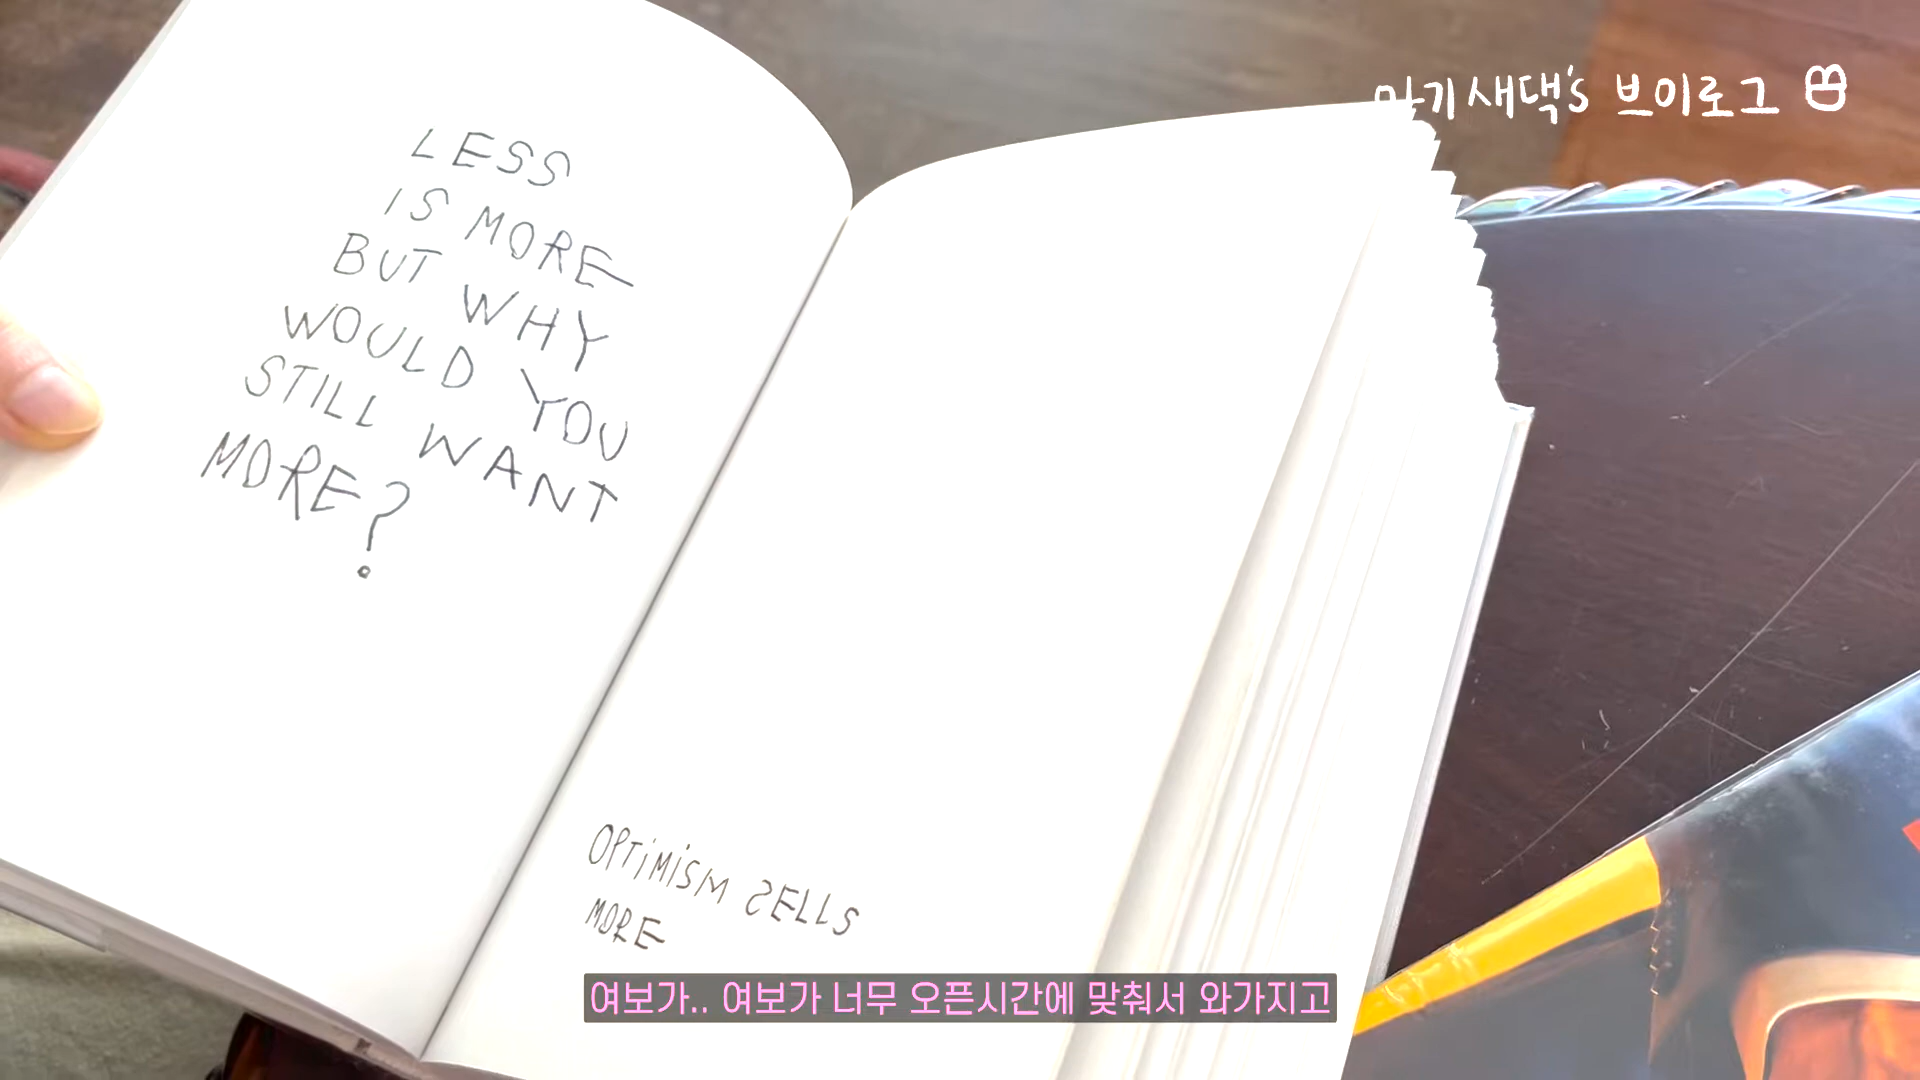 아기새댁's 브이로그
LESS
IS MORE
BUT WHY
WOULD YOU
STILL WANT
MORE?
OPTiMiSM SELLS
MORE
여보가.. 여보가 너무 오픈시간에 맞춰서 와가지고